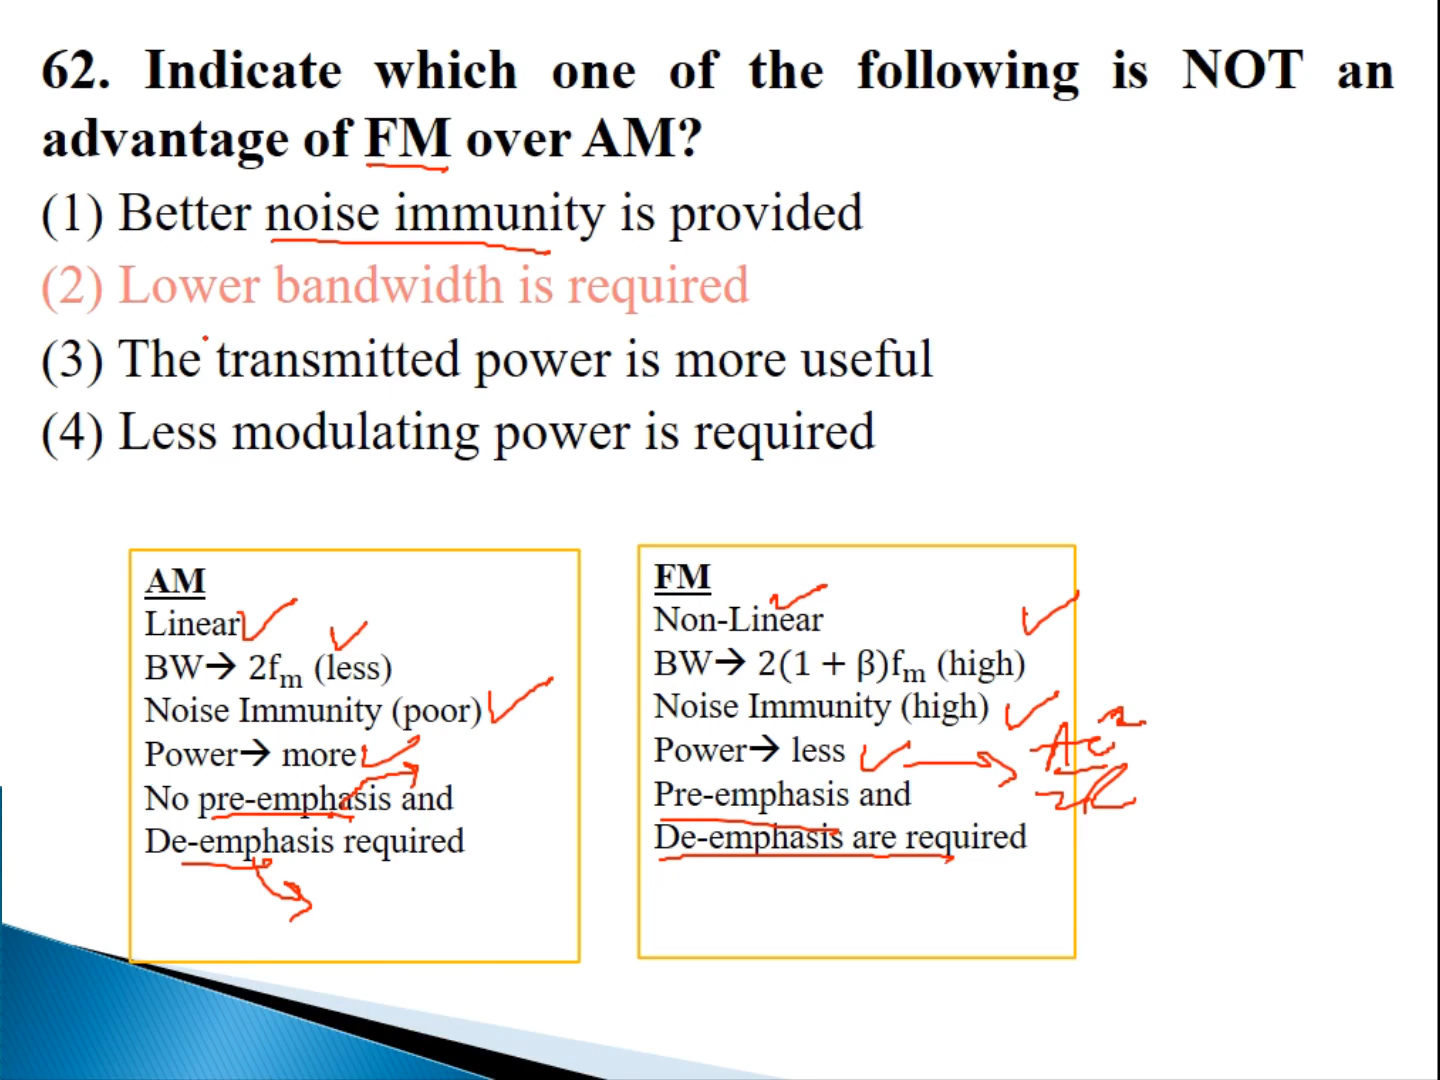 62. Indicate which one of the following is NOT an
advantage of FM over AM?
(1) Better noise immunity is provided
(2) Lower bandwidth is required
(3) The transmitted power is more useful
(4) Less modulating power is required
AM
Linear
BW→ 2fₘ (less)
Noise Immunity (poor)
Power→ more
No pre-emphasis and
De-emphasis required
FM
Non-Linear
BW→ 2(1 + β)fₘ (high)
Noise Immunity (high)
Power→ less
Pre-emphasis and
De-emphasis are required
Ac²
2R